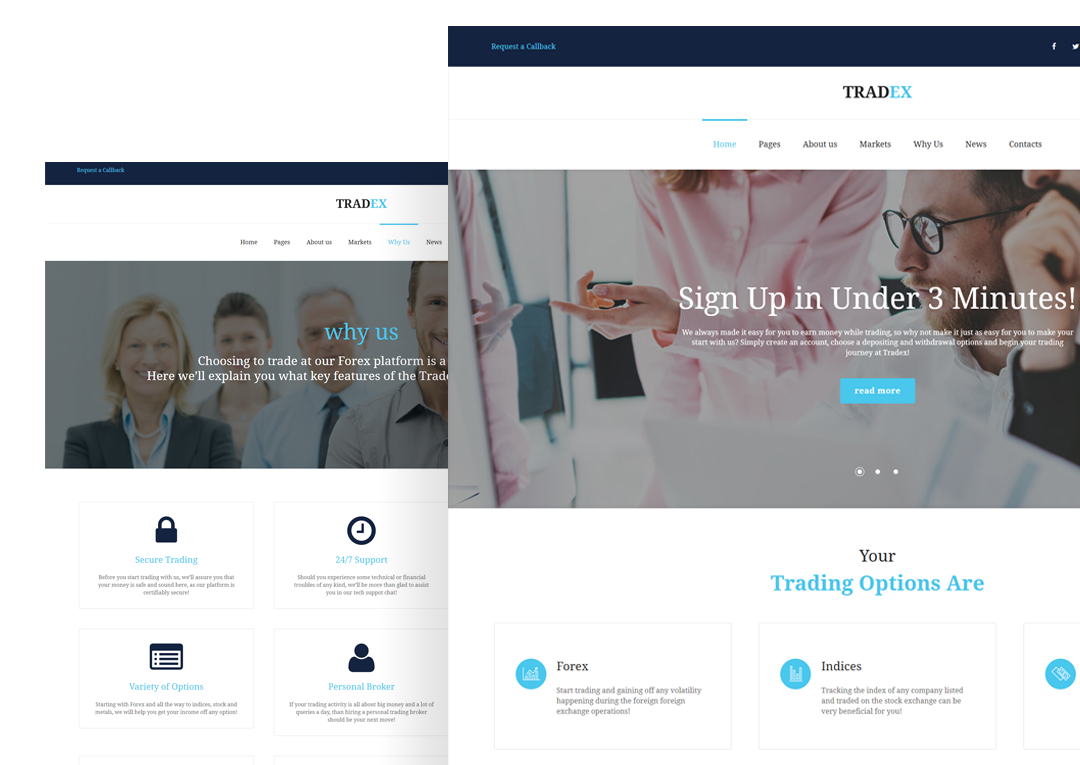 Request a Callback
TRADEX
Home Pages About us Markets Why Us News
why us
Choosing to trade at our Forex platform is a
Here we'll explain you what key features of the
Secure Trading
Before you start trading with us, we'll assure you that
your money is safe and sound here, as our platform is
certifiably secure!
24/7 Support
Should you experience some technical or financial
troubles of any kind, we'll be more than glad to assist
you in our tech suppot chat!
Variety of Options
Starting with Forex and all the way to indices, stock and
metals, we will help you get your income off any option!
Personal Broker
If your trading activity is all about big money and a lot of
queries a day, than hiring a personal trading broker
should be your next move!
Request a Callback
TRADEX
Home Pages About us Markets Why Us News Contacts
Sign Up in Under 3 Minutes!
We always made it easy for you to earn money while trading, so why not make it just as easy for you to make your
start with us? Simply create an account, choose a depositing and withdrawal options and begin your trading
journey at Tradex!
read more
Your
Trading Options Are
Forex
Start trading and gaining off any volatility
happening during the foreign foreign
exchange operations!
Indices
Tracking the index of any company listed
and traded on the stock exchange can be
very beneficial for you!